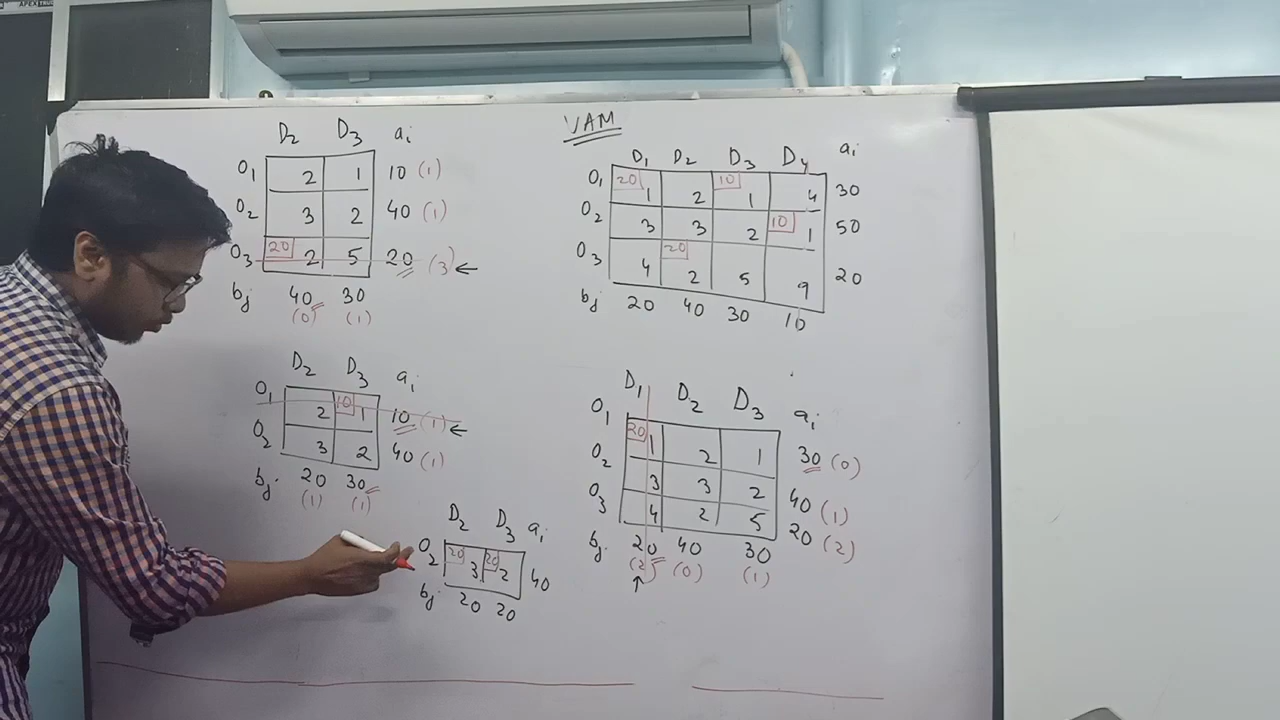 VAM
D₂ D₃ aᵢ
O₁ 2 1 10 (1)
O₂ 3 2 40 (1)
O₃ 20 2 5 20 (3) ←
bⱼ 40 30
(0) (1)
D₁ D₂ D₃ D₄ aᵢ
O₁ 20 1 2 10 1 4 30
O₂ 3 3 2 10 1 50
O₃ 4 20 2 5 9 20
bⱼ 20 40 30 10
D₂ D₃ aᵢ
O₁ 2 10 1 10 (1) ←
O₂ 3 2 40 (1)
bⱼ 20 30
(1) (1)
D₁ D₂ D₃ aᵢ
O₁ 20 1 2 1 30 (0)
O₂ 3 3 2 40 (1)
O₃ 4 2 5 20 (2)
bⱼ 20 40 30
(2) (0) (1)
↑
D₂ D₃ aᵢ
O₂ 20 3 20 2 40
bⱼ 20 20